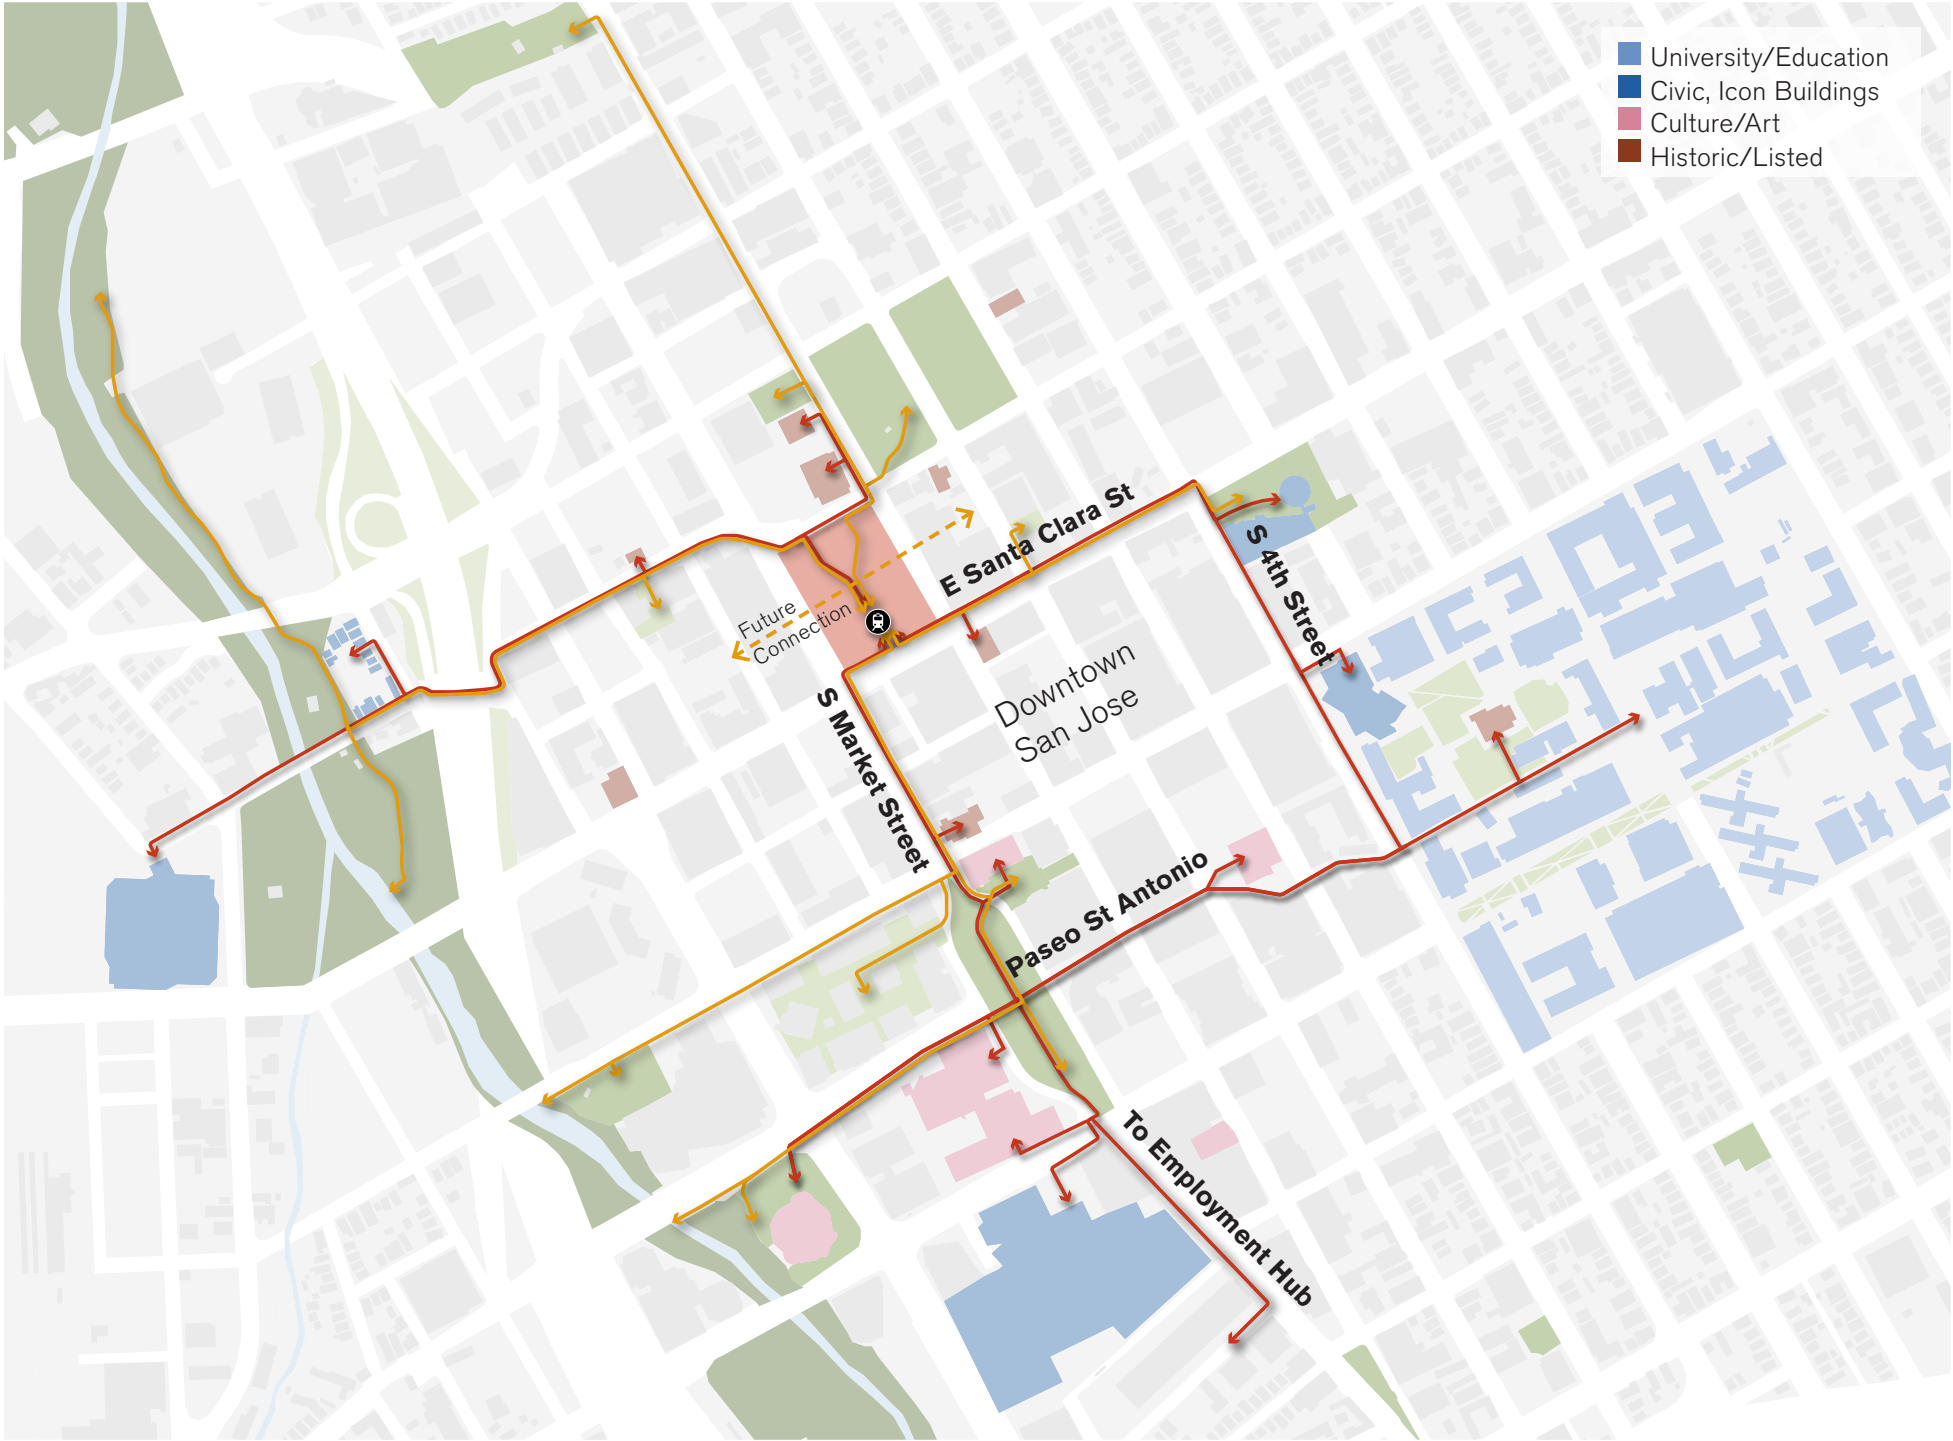 University/Education
Civic, Icon Buildings
Culture/Art
Historic/Listed
E Santa Clara St
S 4th Street
Future
Connection
Downtown
San Jose
S Market Street
Paseo St Antonio
To Employment Hub